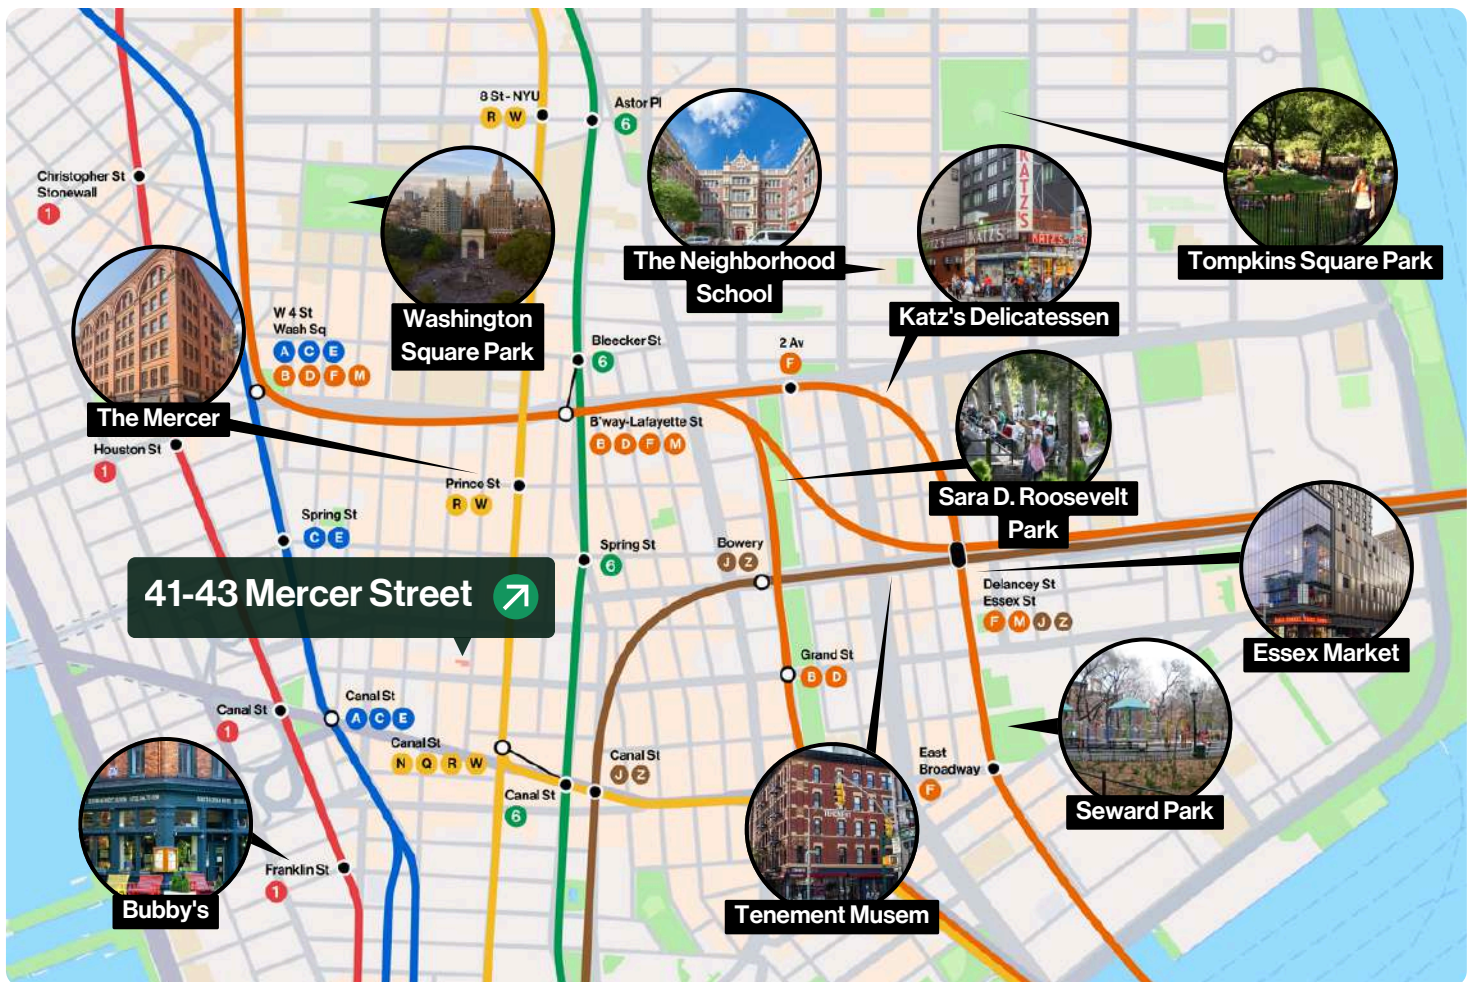 8 St - NYU
R W
Astor Pl
6
Christopher St
Stonewall
1
KATZ'S
KATZ'S
KATZ'S
The Neighborhood
School
Tompkins Square Park
Katz's Delicatessen
Washington
Square Park
W 4 St
Wash Sq
A C E
B D F M
Bleecker St
6
2 Av
F
The Mercer
B'way-Lafayette St
B D F M
Houston St
1
Prince St
R W
Sara D. Roosevelt
Park
Spring St
C E
Spring St
6
Bowery
J Z
41-43 Mercer Street
Delancey St
Essex St
F M J Z
Essex Market
Grand St
B D
Canal St
1
Canal St
A C E
Canal St
N Q R W
Canal St
J Z
Canal St
6
East
Broadway
F
Seward Park
Franklin St
1
Bubby's
Tenement Musem